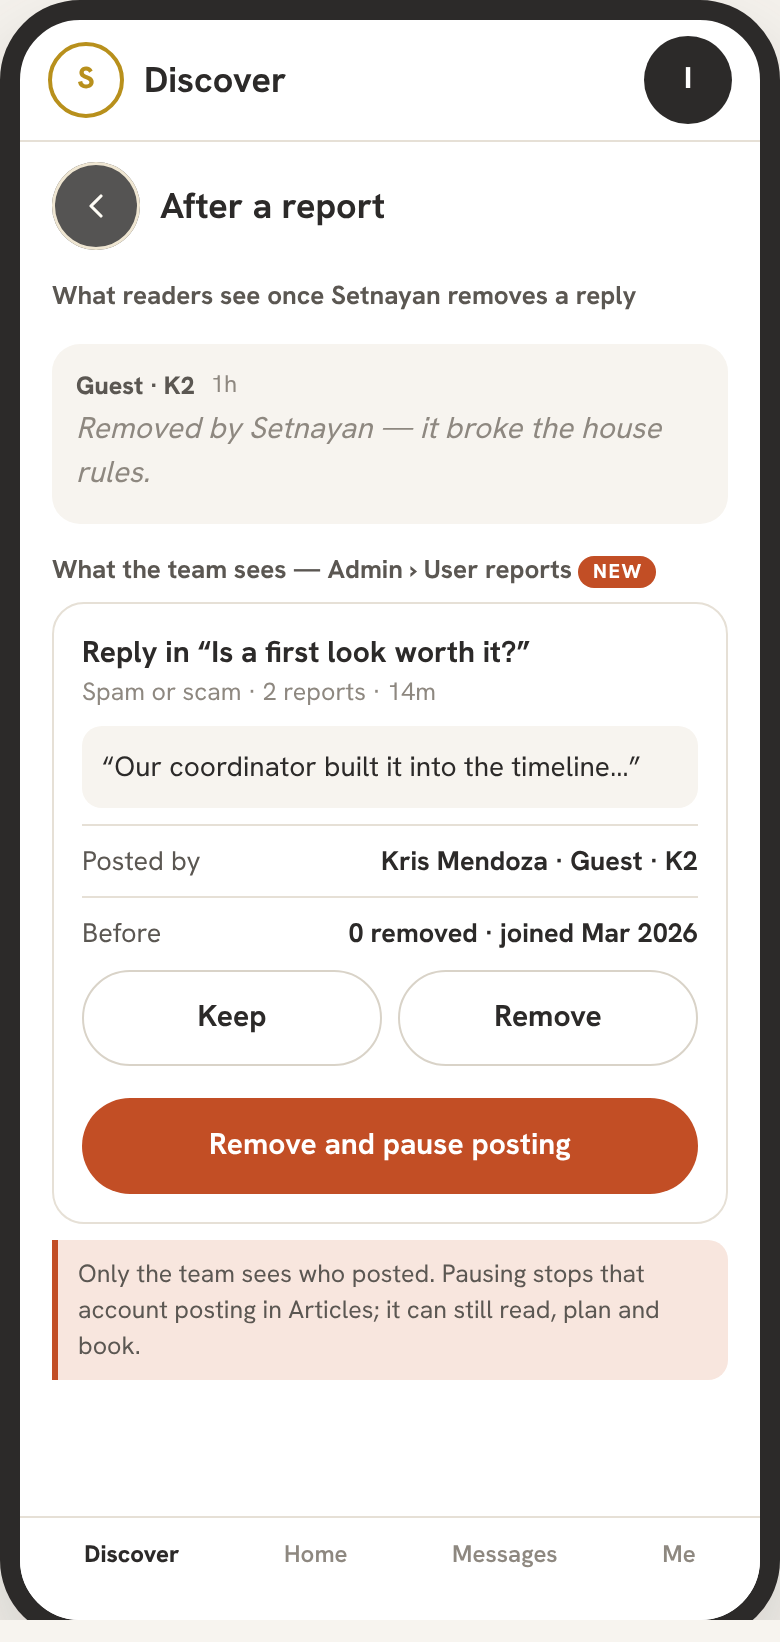 S
Discover
I
After a report
What readers see once Setnayan removes a reply
Guest · K2 1h
Removed by Setnayan — it broke the house
rules.
What the team sees — Admin › User reports NEW
Reply in “Is a first look worth it?”
Spam or scam · 2 reports · 14m
“Our coordinator built it into the timeline…”
Posted by Kris Mendoza · Guest · K2
Before 0 removed · joined Mar 2026
Keep Remove
Remove and pause posting
Only the team sees who posted. Pausing stops that
account posting in Articles; it can still read, plan and
book.
Discover Home Messages Me